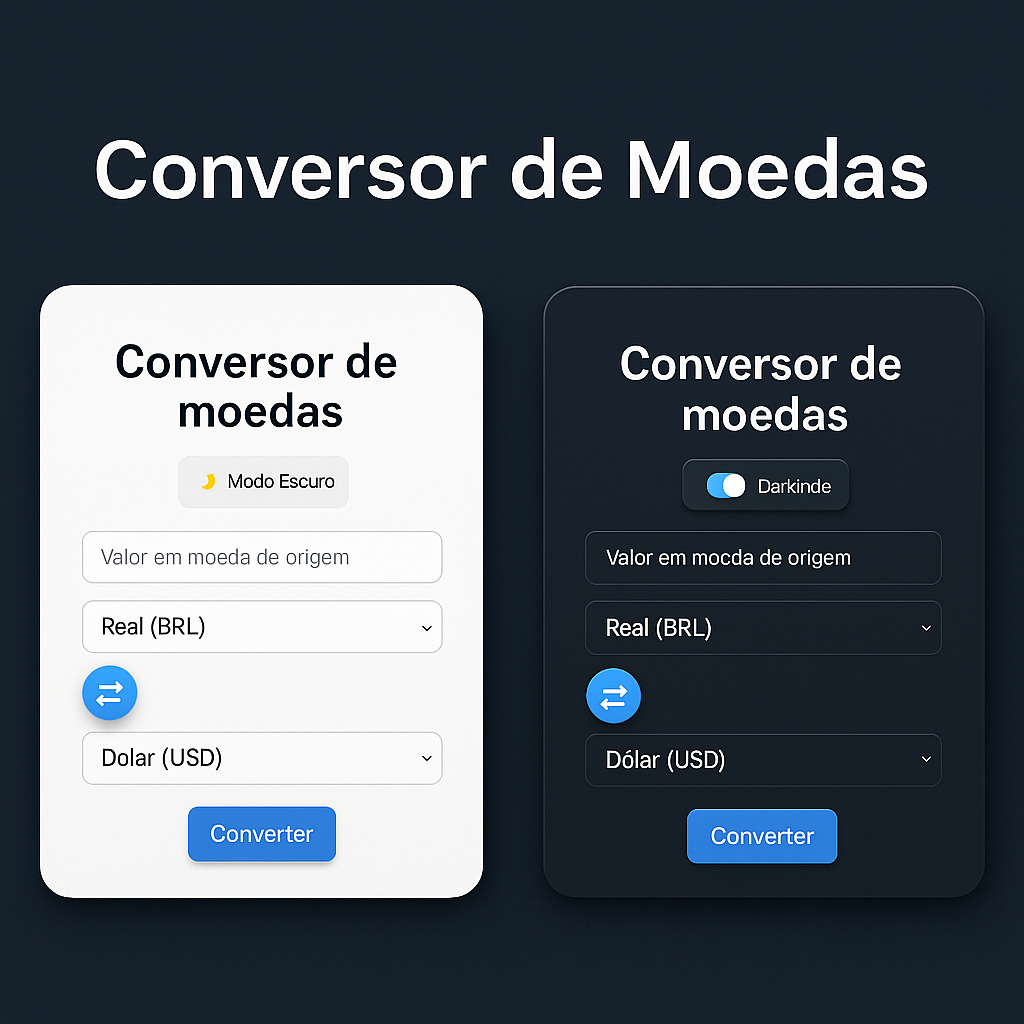 Conversor de Moedas
Conversor de
moedas
Modo Escuro
Valor em moeda de origem
Real (BRL)
Dolar (USD)
Converter
Conversor de
moedas
Darkinde
Valor em mocda de origem
Real (BRL)
Dólar (USD)
Converter